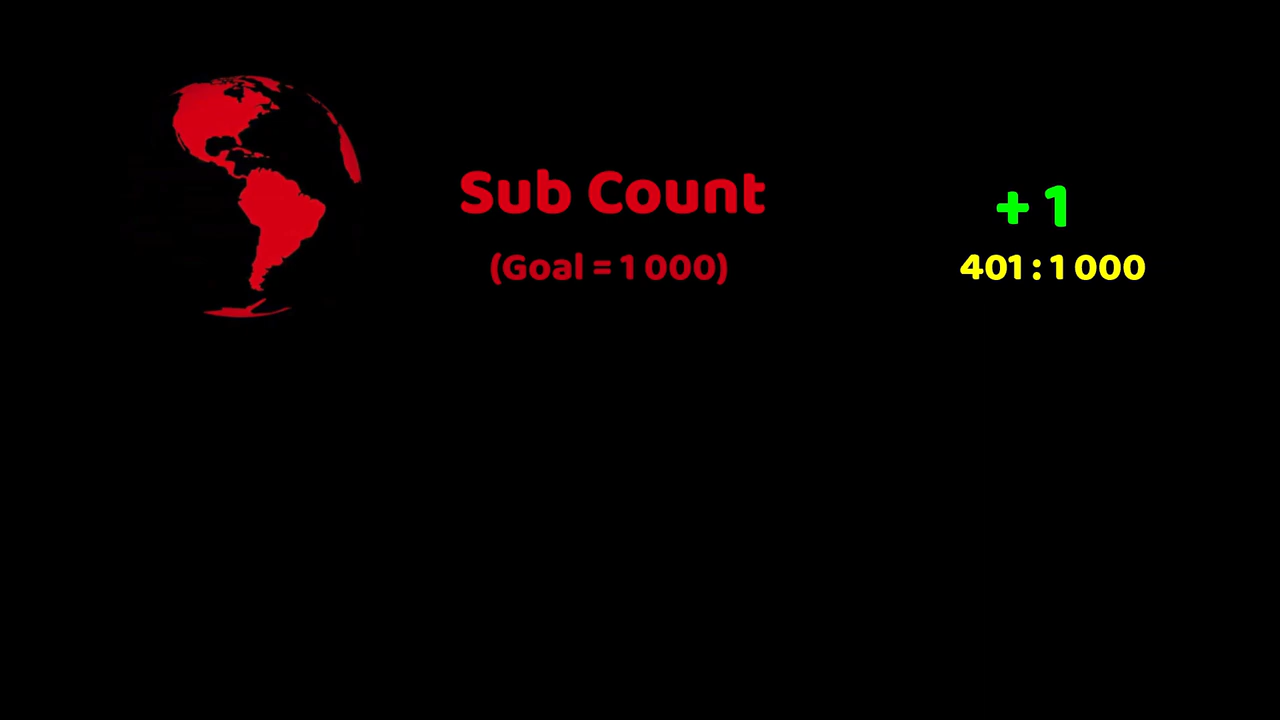 Sub Count
(Goal = 1 000)
+ 1
401 : 1 000